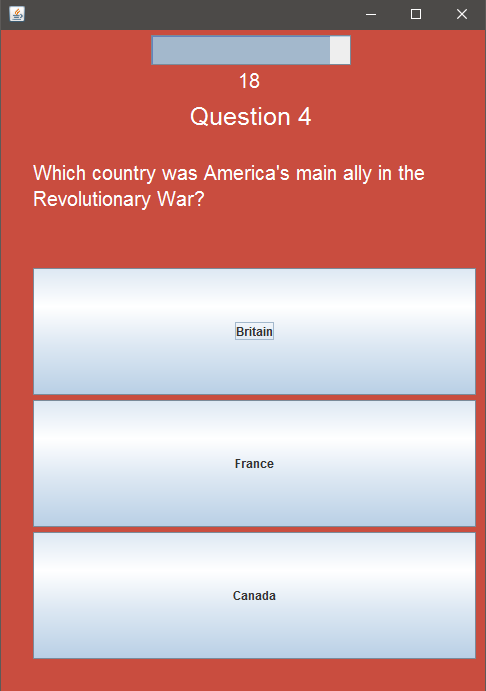 18
Question 4
Which country was America's main ally in the
Revolutionary War?
Britain
France
Canada